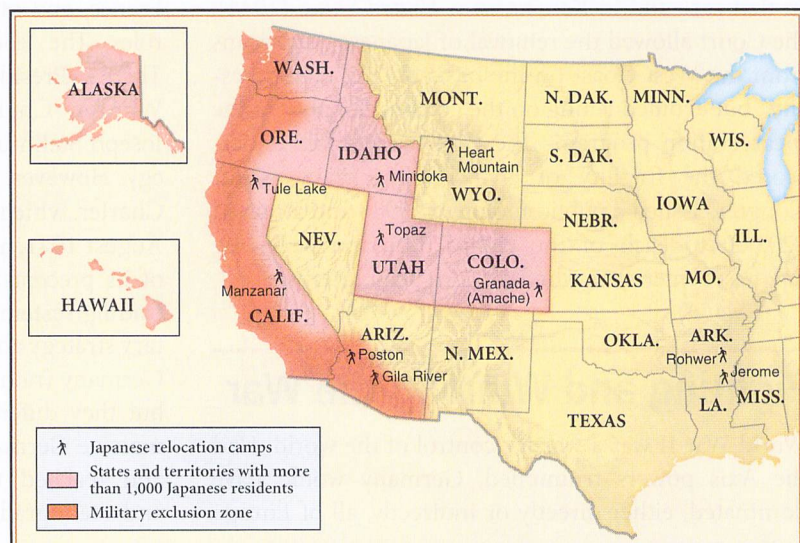 ALASKA
HAWAII
WASH.
ORE.
IDAHO
MONT.
N. DAK.
MINN.
WIS.
S. DAK.
Heart
Mountain
WYO.
Minidoka
Tule Lake
NEV.
Topaz
UTAH
COLO.
Granada
(Amache)
NEBR.
IOWA
ILL.
KANSAS
MO.
Manzanar
CALIF.
ARIZ.
Poston
Gila River
N. MEX.
OKLA.
ARK.
Rohwer
Jerome
LA.
MISS.
TEXAS
Japanese relocation camps
States and territories with more
than 1,000 Japanese residents
Military exclusion zone